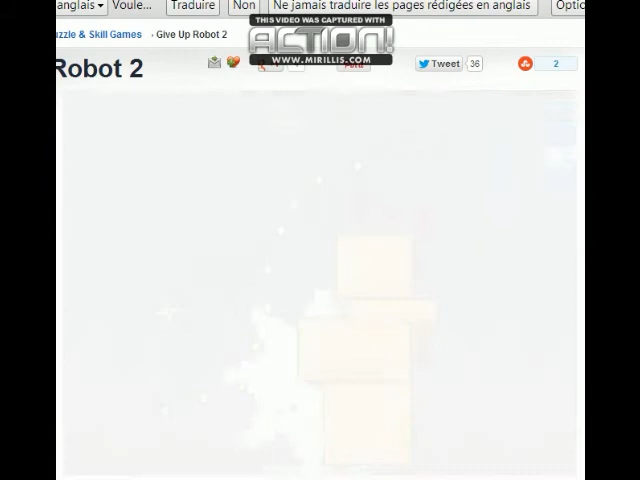 anglais Voule... Traduire Non Ne jamais traduire les pages rédigées en anglais Optio
THIS VIDEO WAS CAPTURED WITH
ACTION!
WWW.MIRILLIS.COM
uzzle & Skill Games › Give Up Robot 2
Robot 2
Tweet 36
2